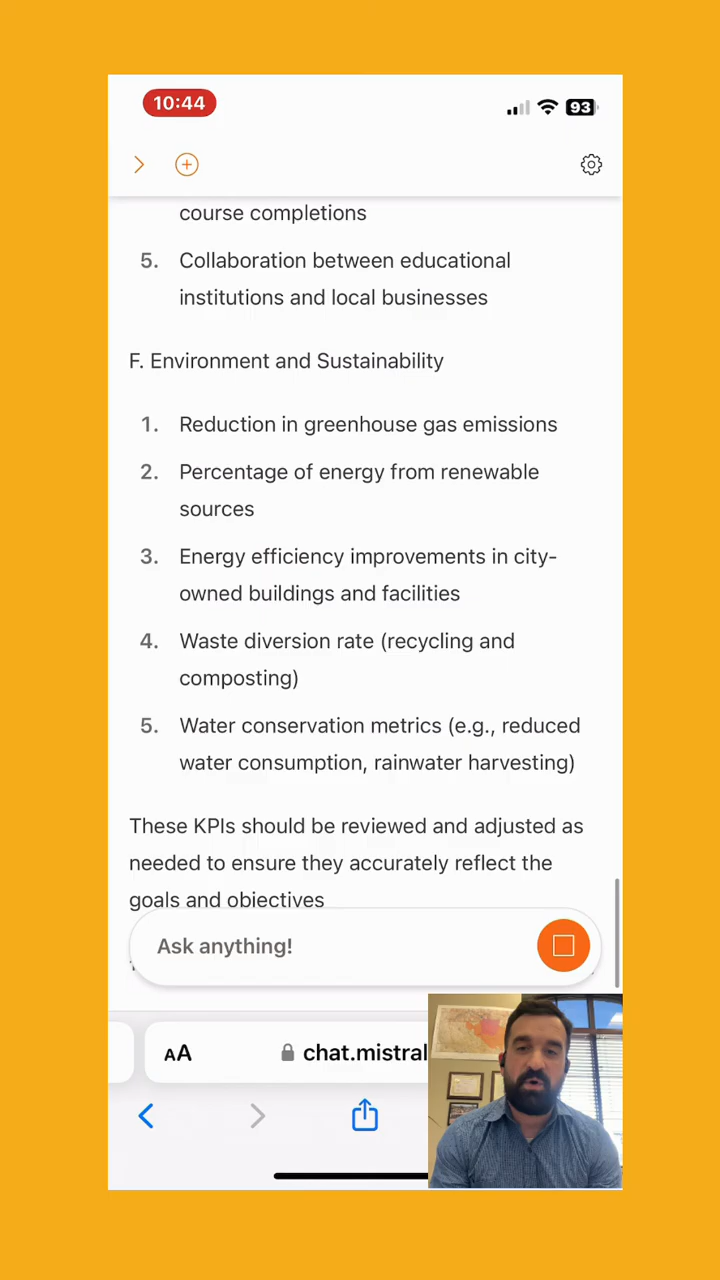 10:44
93
course completions
5. Collaboration between educational
institutions and local businesses
F. Environment and Sustainability
1. Reduction in greenhouse gas emissions
2. Percentage of energy from renewable
sources
3. Energy efficiency improvements in city-
owned buildings and facilities
4. Waste diversion rate (recycling and
composting)
5. Water conservation metrics (e.g., reduced
water consumption, rainwater harvesting)
These KPIs should be reviewed and adjusted as
needed to ensure they accurately reflect the
goals and objectives
Ask anything!
AA chat.mistral